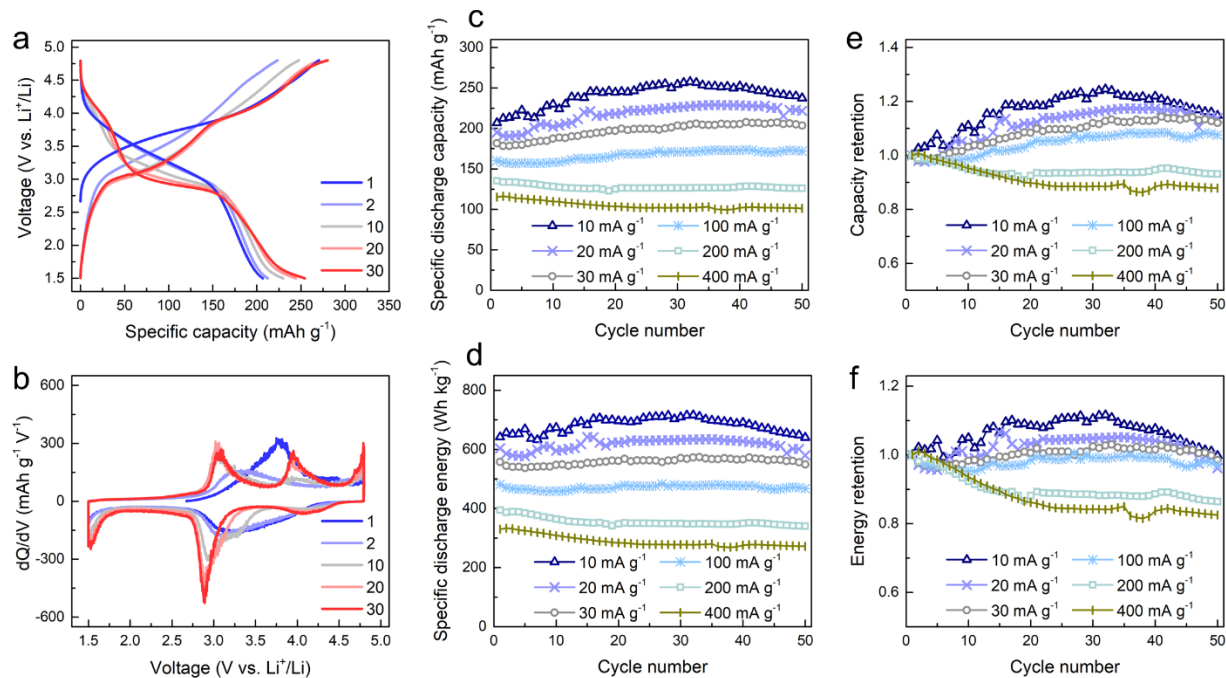 a
5.0
4.5
4.0
3.5
3.0
2.5
2.0
1.5
Voltage (V vs. Li⁺/Li)
1
2
10
20
30
0 50 100 150 200 250 300 350
Specific capacity (mAh g⁻¹)
b
600
300
0
-300
-600
dQ/dV (mAh g⁻¹ V⁻¹)
1
2
10
20
30
1.5 2.0 2.5 3.0 3.5 4.0 4.5 5.0
Voltage (V vs. Li⁺/Li)
c
300
250
200
150
100
50
0
Specific discharge capacity (mAh g⁻¹)
10 mA g⁻¹ 100 mA g⁻¹
20 mA g⁻¹ 200 mA g⁻¹
30 mA g⁻¹ 400 mA g⁻¹
0 10 20 30 40 50
Cycle number
d
800
600
400
200
0
Specific discharge energy (Wh kg⁻¹)
10 mA g⁻¹ 100 mA g⁻¹
20 mA g⁻¹ 200 mA g⁻¹
30 mA g⁻¹ 400 mA g⁻¹
0 10 20 30 40 50
Cycle number
e
1.4
1.2
1.0
0.8
0.6
Capacity retention
10 mA g⁻¹ 100 mA g⁻¹
20 mA g⁻¹ 200 mA g⁻¹
30 mA g⁻¹ 400 mA g⁻¹
0 10 20 30 40 50
Cycle number
f
1.2
1.0
0.8
0.6
Energy retention
10 mA g⁻¹ 100 mA g⁻¹
20 mA g⁻¹ 200 mA g⁻¹
30 mA g⁻¹ 400 mA g⁻¹
0 10 20 30 40 50
Cycle number